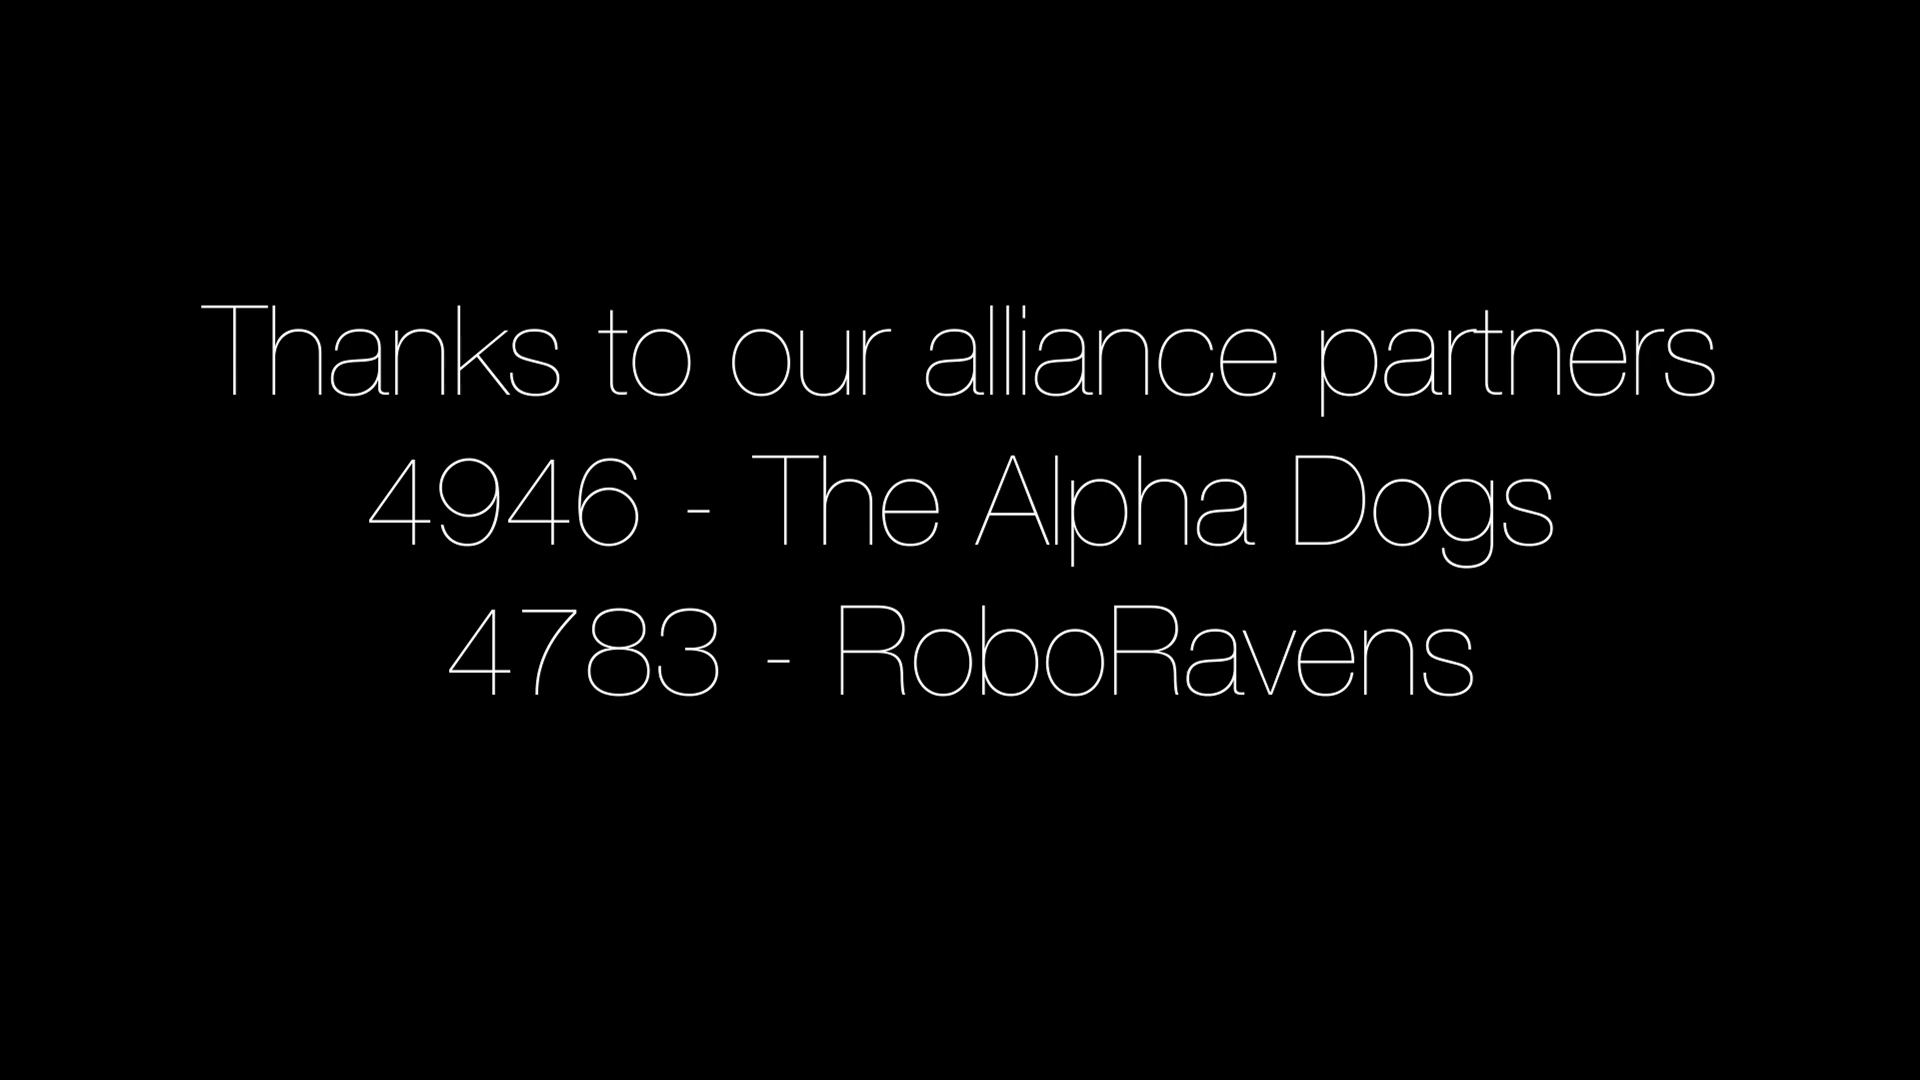 Thanks to our alliance partners
4946 - The Alpha Dogs
4783 - RoboRavens